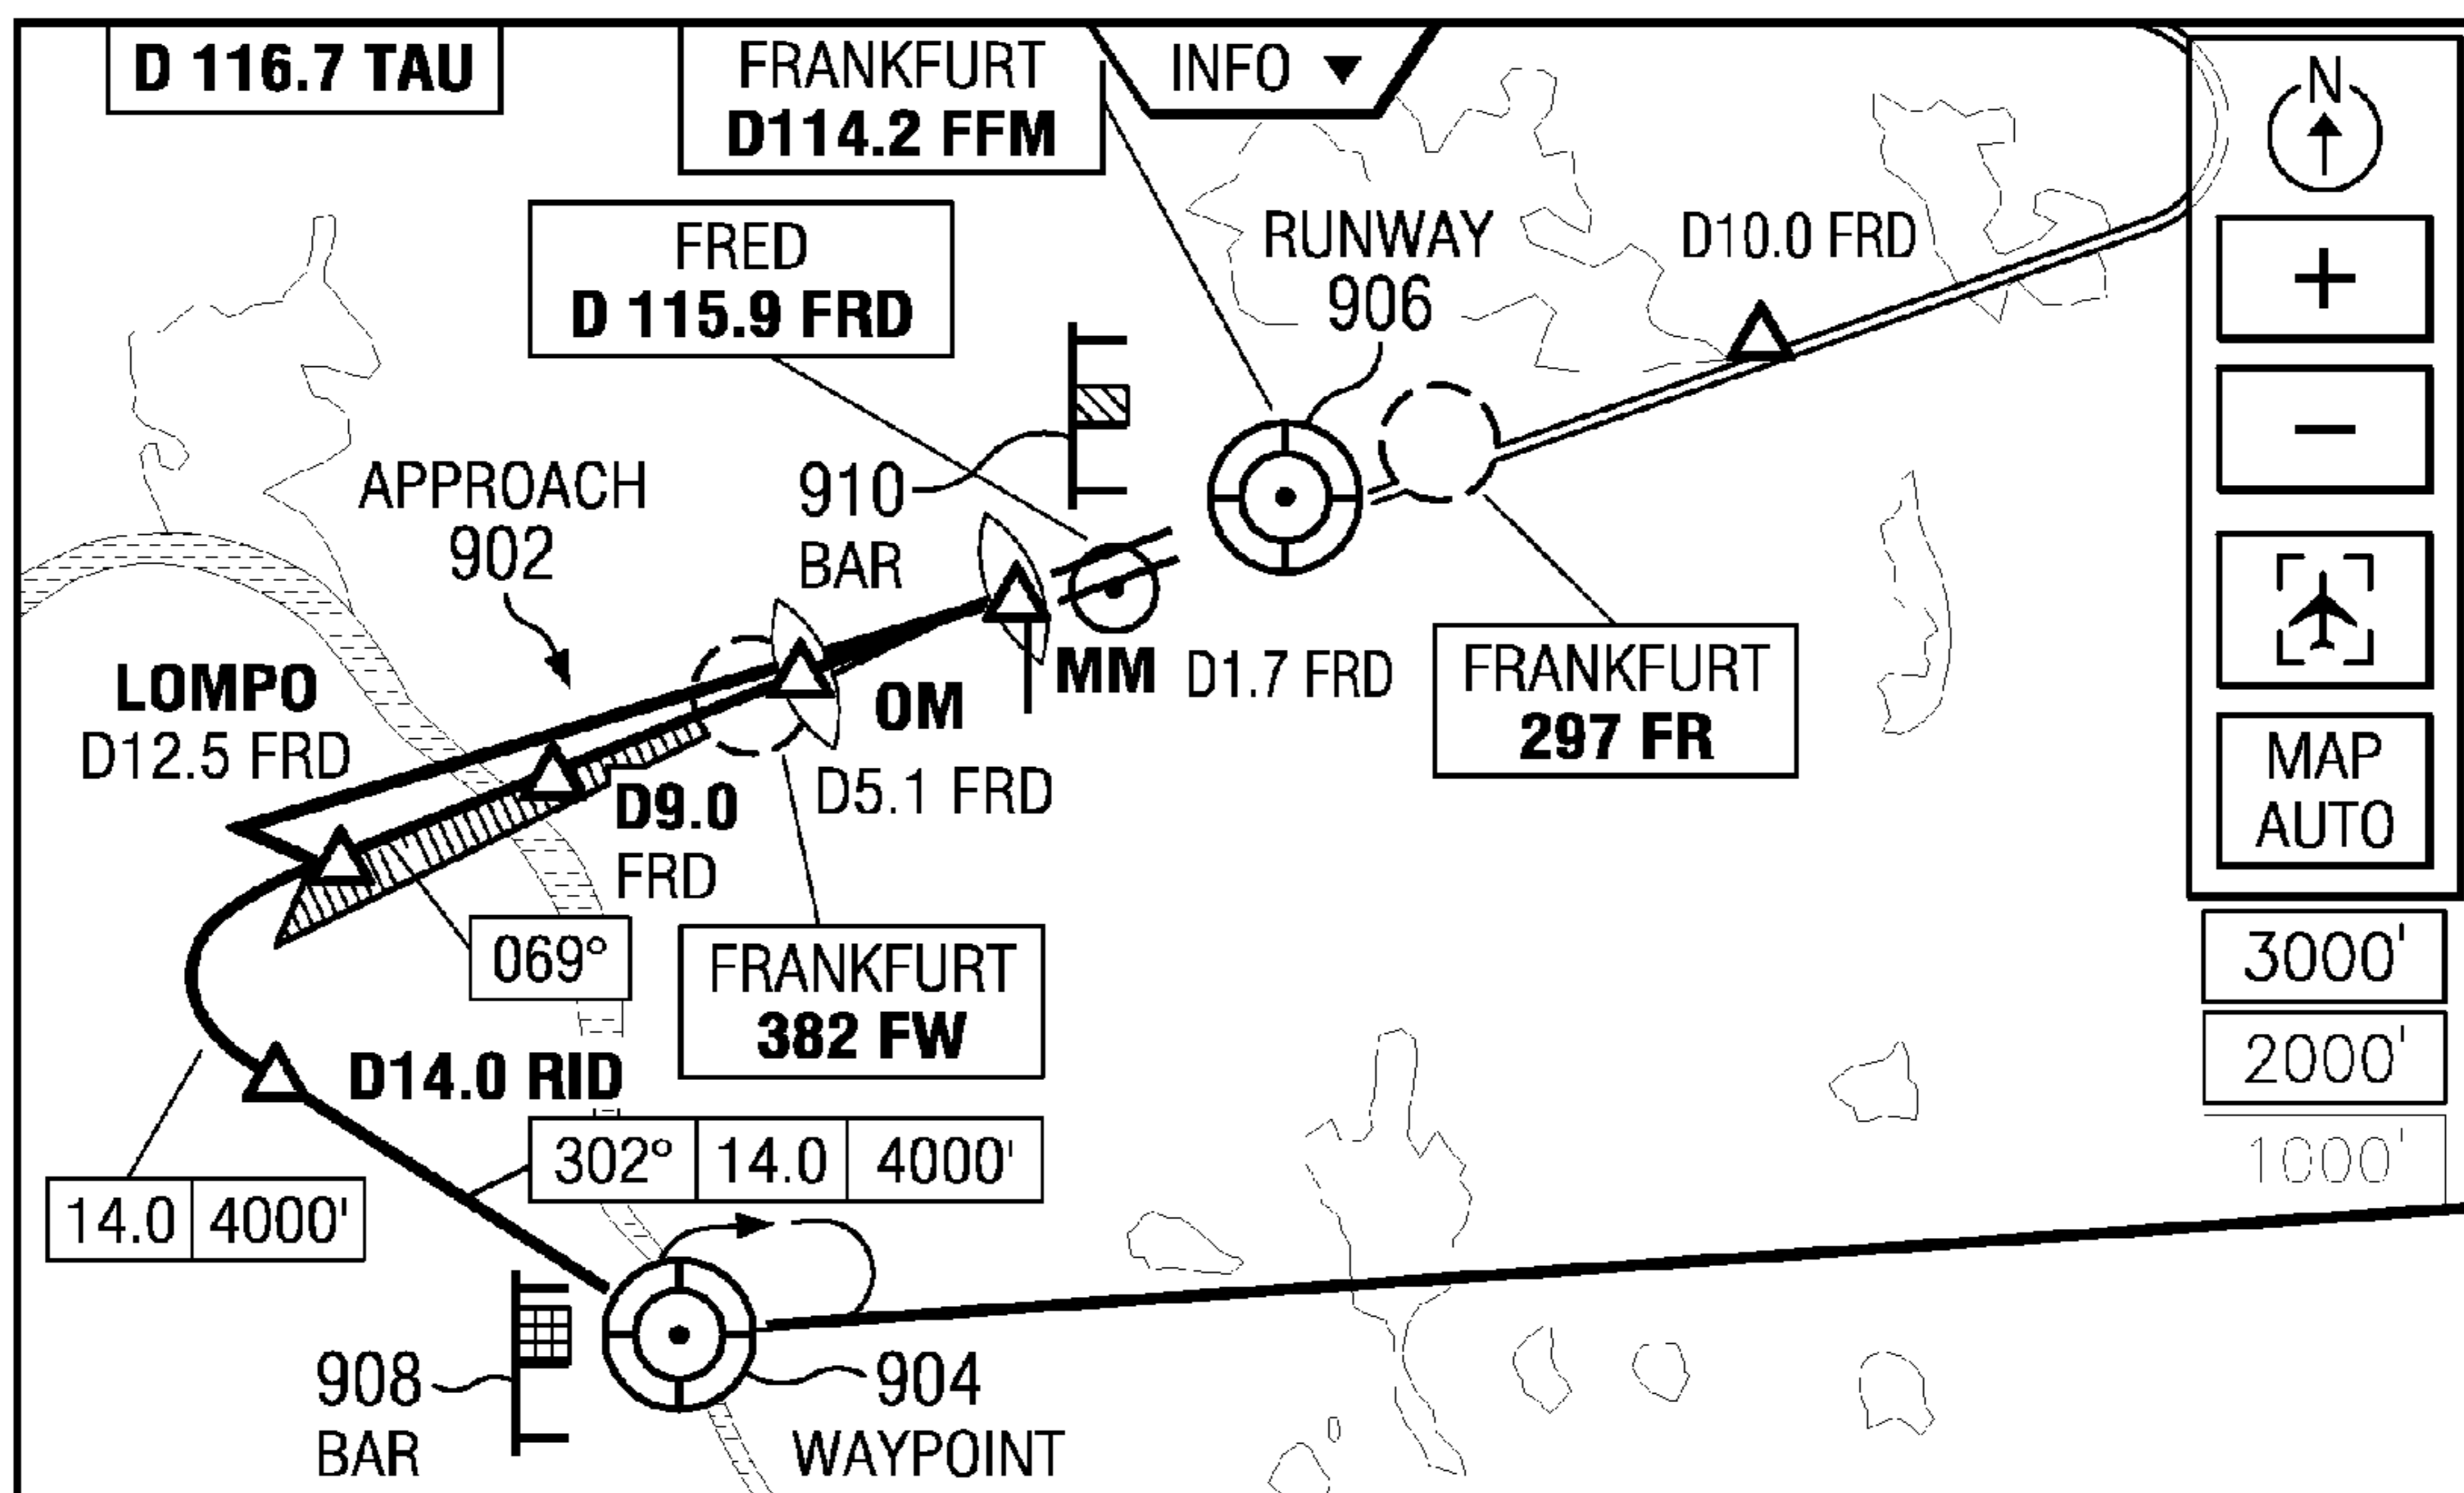 D 116.7 TAU
FRANKFURT
D114.2 FFM
INFO ▼
N
FRED
D 115.9 FRD
RUNWAY
906
D10.0 FRD
+
−
APPROACH
902
910
BAR
LOMPO
D12.5 FRD
OM
MM D1.7 FRD
FRANKFURT
297 FR
MAP
AUTO
D9.0
FRD
D5.1 FRD
069°
FRANKFURT
382 FW
3000'
2000'
1000'
D14.0 RID
302° 14.0 4000'
14.0 4000'
908
BAR
904
WAYPOINT